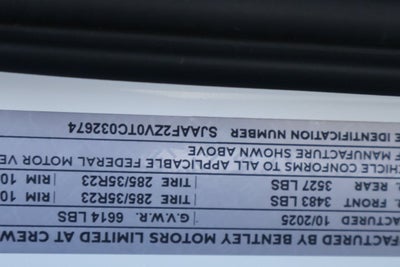 FACTURED BY BENTLEY MOTORS LIMITED AT CREW
FACTURED 10/2025 G.V.W.R. 6614 LBS
. FRONT 3483 LBS TIRE 285/35R23 RIM 10
. REAR 3527 LBS TIRE 285/35R23 RIM 10
HICLE CONFORMS TO ALL APPLICABLE FEDERAL MOTOR VE
F MANUFACTURE SHOWN ABOVE
E IDENTIFICATION NUMBER SJAAF2ZV0TC032674